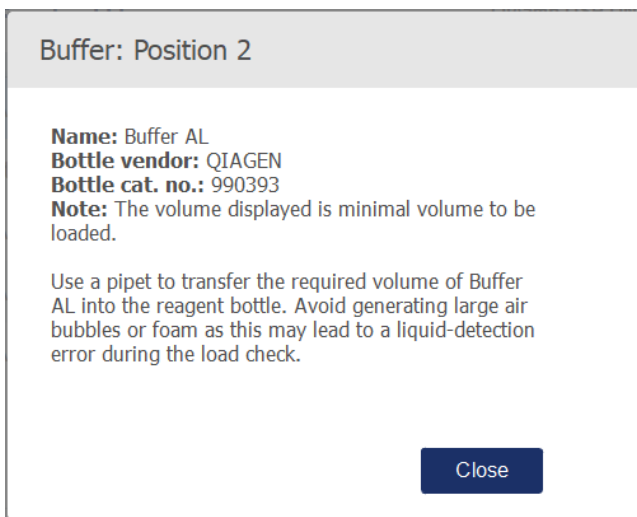 Buffer: Position 2
Name: Buffer AL
Bottle vendor: QIAGEN
Bottle cat. no.: 990393
Note: The volume displayed is minimal volume to be
loaded.
Use a pipet to transfer the required volume of Buffer
AL into the reagent bottle. Avoid generating large air
bubbles or foam as this may lead to a liquid-detection
error during the load check.
Close